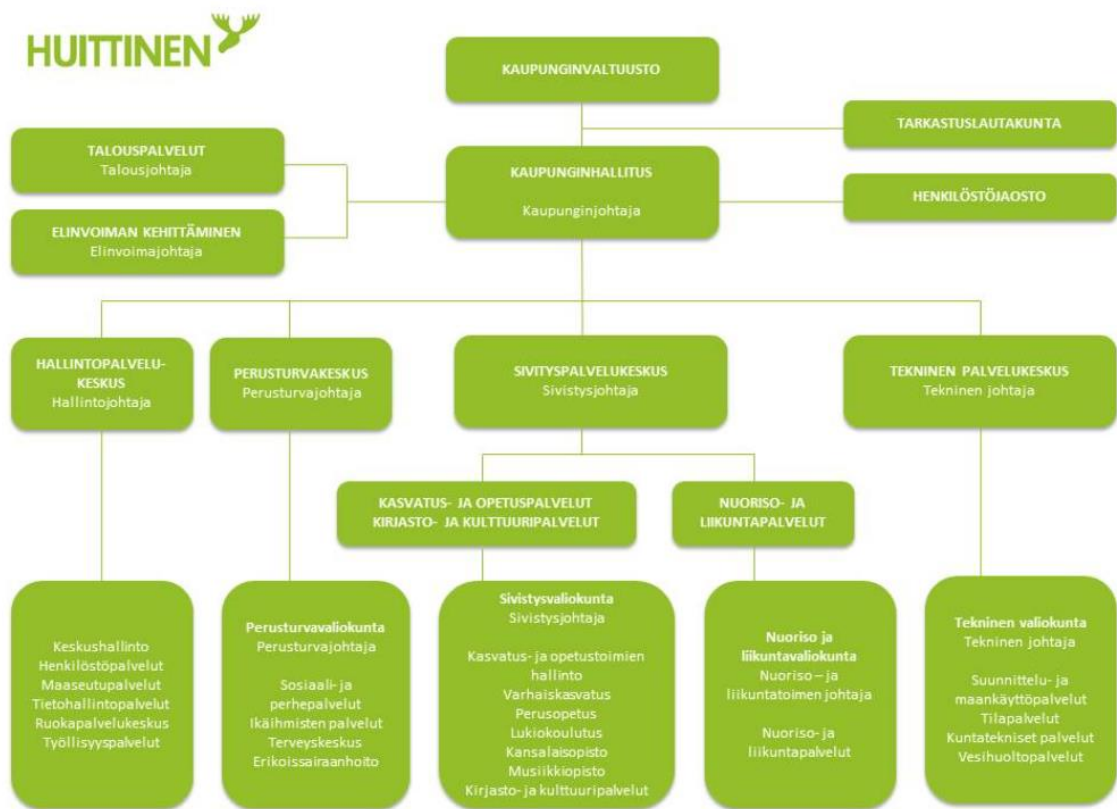 HUITTINEN
KAUPUNGINVALTUUSTO
TARKASTUSLAUTAKUNTA
TALOUSPALVELUT
Talousjohtaja
KAUPUNGINHALLITUS
Kaupunginjohtaja
HENKILÖSTÖJAOSTO
ELINVOIMAN KEHITTÄMINEN
Elinvoimajohtaja
HALLINTOPALVELU-
KESKUS
Hallintojohtaja
PERUSTURVAKESKUS
Perusturvajohtaja
SIVITYSPALVELUKESKUS
Sivistysjohtaja
TEKNINEN PALVELUKESKUS
Tekninen johtaja
KASVATUS- JA OPETUSPALVELUT
KIRJASTO- JA KULTTUURIPALVELUT
NUORISO- JA
LIIKUNTAPALVELUT
Keskushallinto
Henkilöstöpalvelut
Maaseutupalvelut
Tietohallintopalvelut
Ruokapalvelukeskus
Työllisyyspalvelut
Perusturvavaliokunta
Perusturvajohtaja
Sosiaali- ja
perhepalvelut
Ikäihmisten palvelut
Terveyskeskus
Erikoissairaanhoito
Sivistysvaliokunta
Sivistysjohtaja
Kasvatus- ja opetustoimien
hallinto
Varhaiskasvatus
Perusopetus
Lukiokoulutus
Kansalaisopisto
Musiikkiopisto
Kirjasto- ja kulttuuripalvelut
Nuoriso ja
liikuntavaliokunta
Nuoriso – ja
liikuntatoimen johtaja
Nuoriso- ja
liikuntapalvelut
Tekninen valiokunta
Tekninen johtaja
Suunnittelu- ja
maankäyttöpalvelut
Tilapalvelut
Kuntatekniset palvelut
Vesihuoltopalvelut